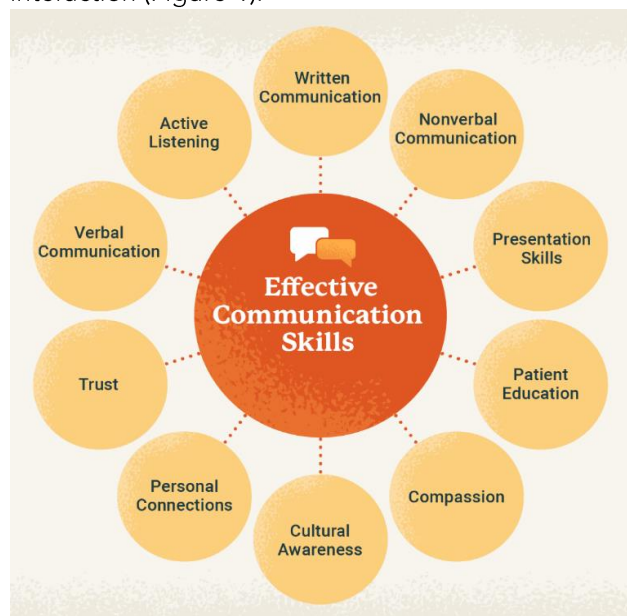 interaction (Figure 4).
Written
Communication
Nonverbal
Communication
Presentation
Skills
Patient
Education
Compassion
Cultural
Awareness
Personal
Connections
Trust
Verbal
Communication
Active
Listening
Effective
Communication
Skills